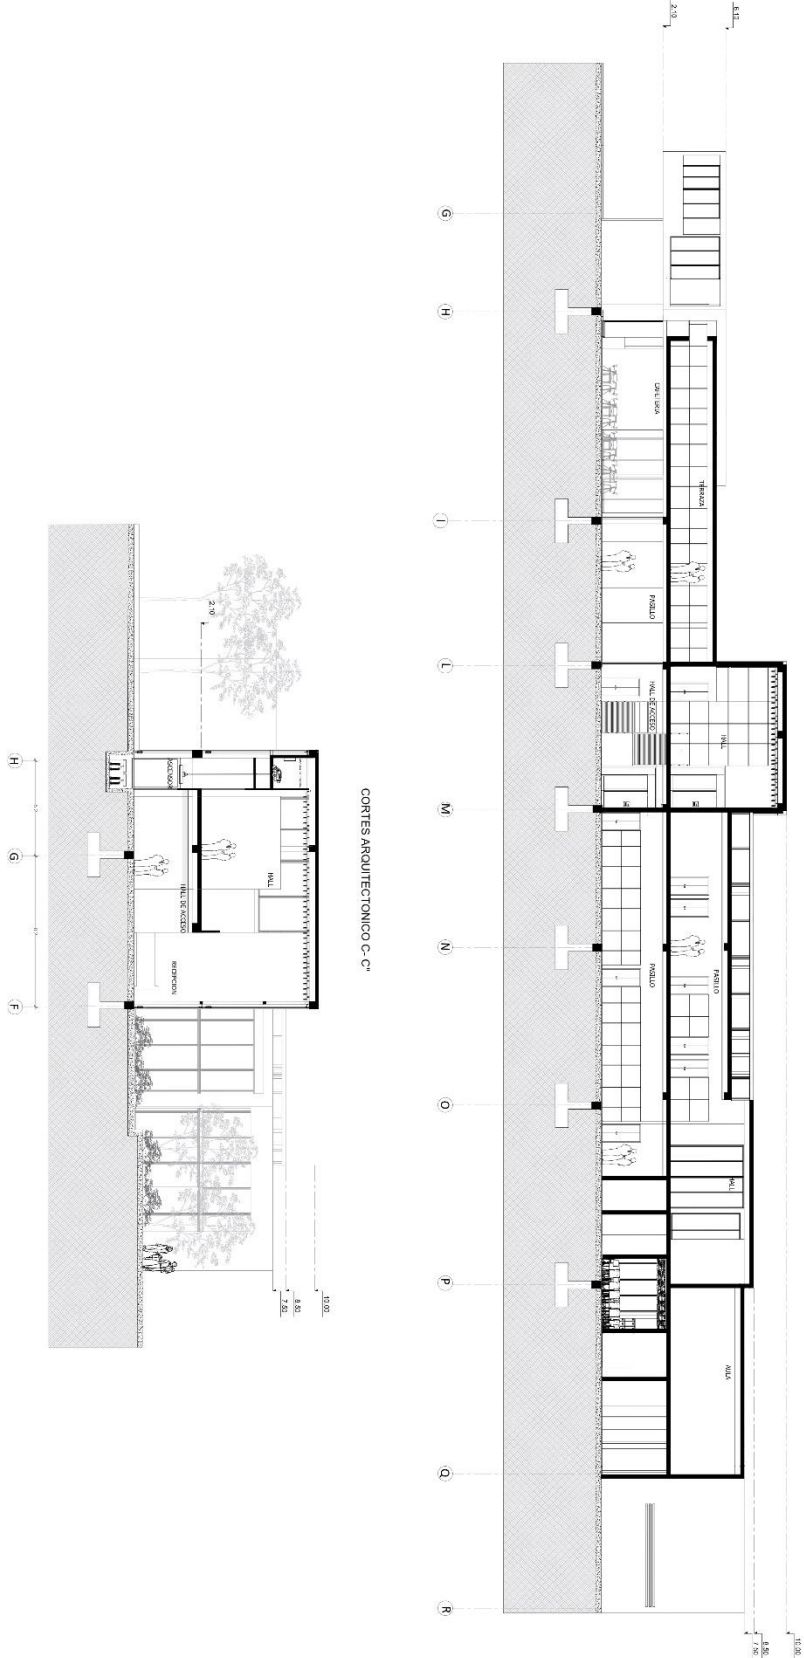 10.00
8.50
7.50
2.10
HALL
TERRAZA
PASILLO
HALL
AULA
CAFETERIA
PASILLO
HALL DE ACCESO
PASILLO
G H I L M N O P Q R
CORTES ARQUITECTONICO C- C"
10.00
8.50
7.50
2.10
HALL
ASCENSOR
HALL DE ACCESO
RECEPCION
H G F